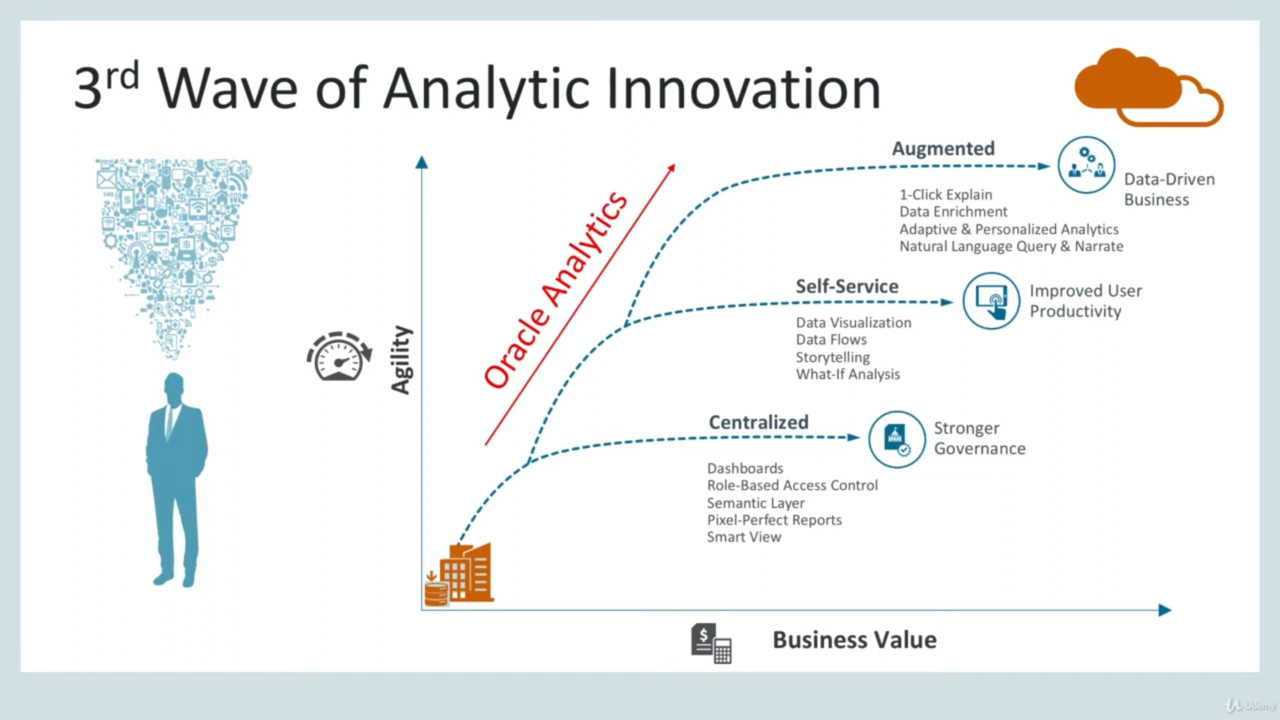 3rd Wave of Analytic Innovation
Augmented
Data-Driven
Business
1-Click Explain
Data Enrichment
Adaptive & Personalized Analytics
Natural Language Query & Narrate
Oracle Analytics
Self-Service
Improved User
Productivity
Data Visualization
Data Flows
Storytelling
What-If Analysis
Agility
Centralized
Stronger
Governance
Dashboards
Role-Based Access Control
Semantic Layer
Pixel-Perfect Reports
Smart View
$
Business Value
Udemy